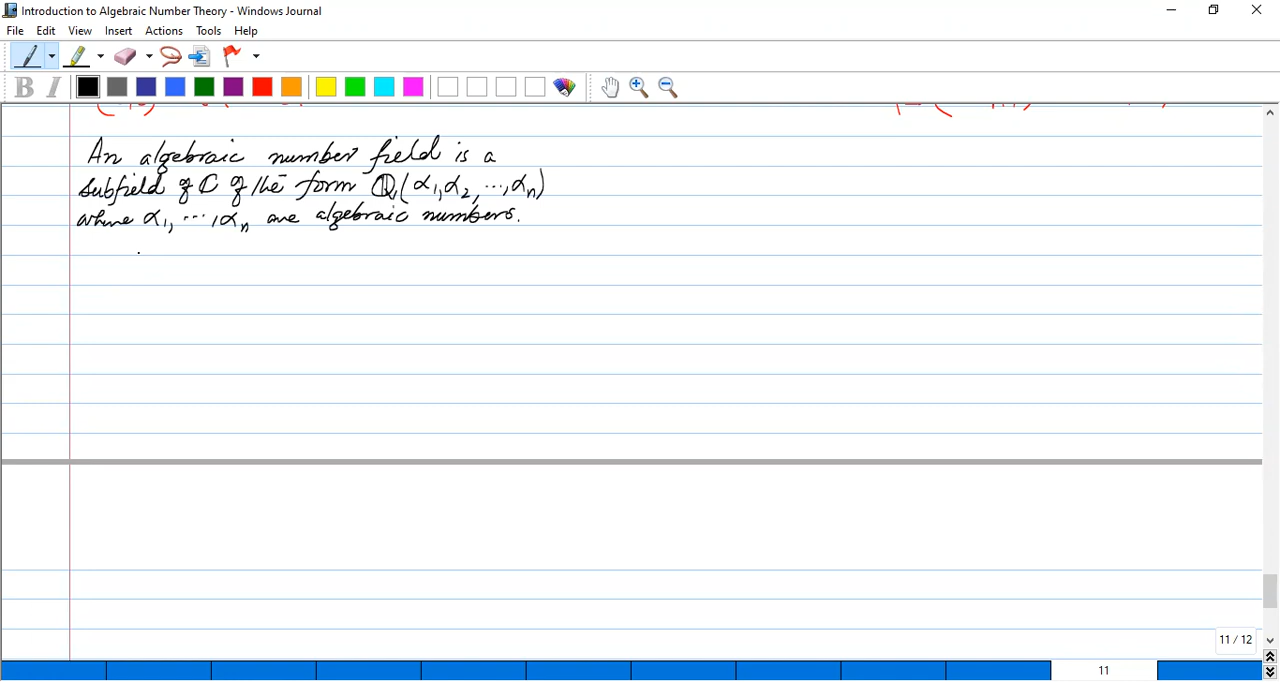 Introduction to Algebraic Number Theory - Windows Journal
File Edit View Insert Actions Tools Help
B I
An algebraic number field is a
subfield of ℂ of the form ℚ(α₁,α₂,⋯,αₙ)
where α₁,⋯,αₙ are algebraic numbers.
11 / 12
11